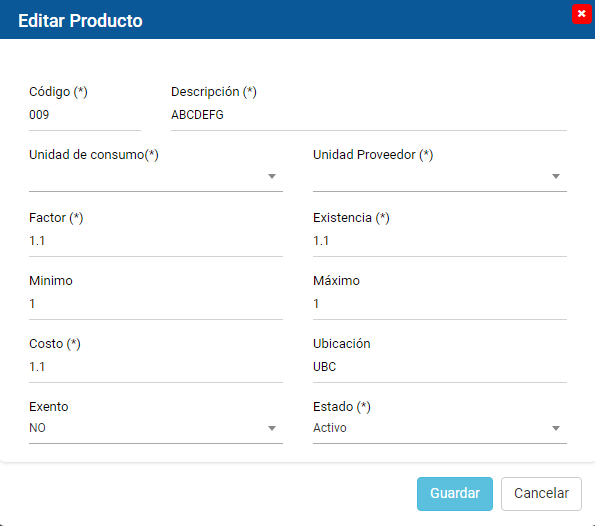 Editar Producto
Código (*) Descripción (*)
009 ABCDEFG
Unidad de consumo(*) Unidad Proveedor (*)
Factor (*) Existencia (*)
1.1 1.1
Minimo Máximo
1 1
Costo (*) Ubicación
1.1 UBC
Exento Estado (*)
NO Activo
Guardar Cancelar